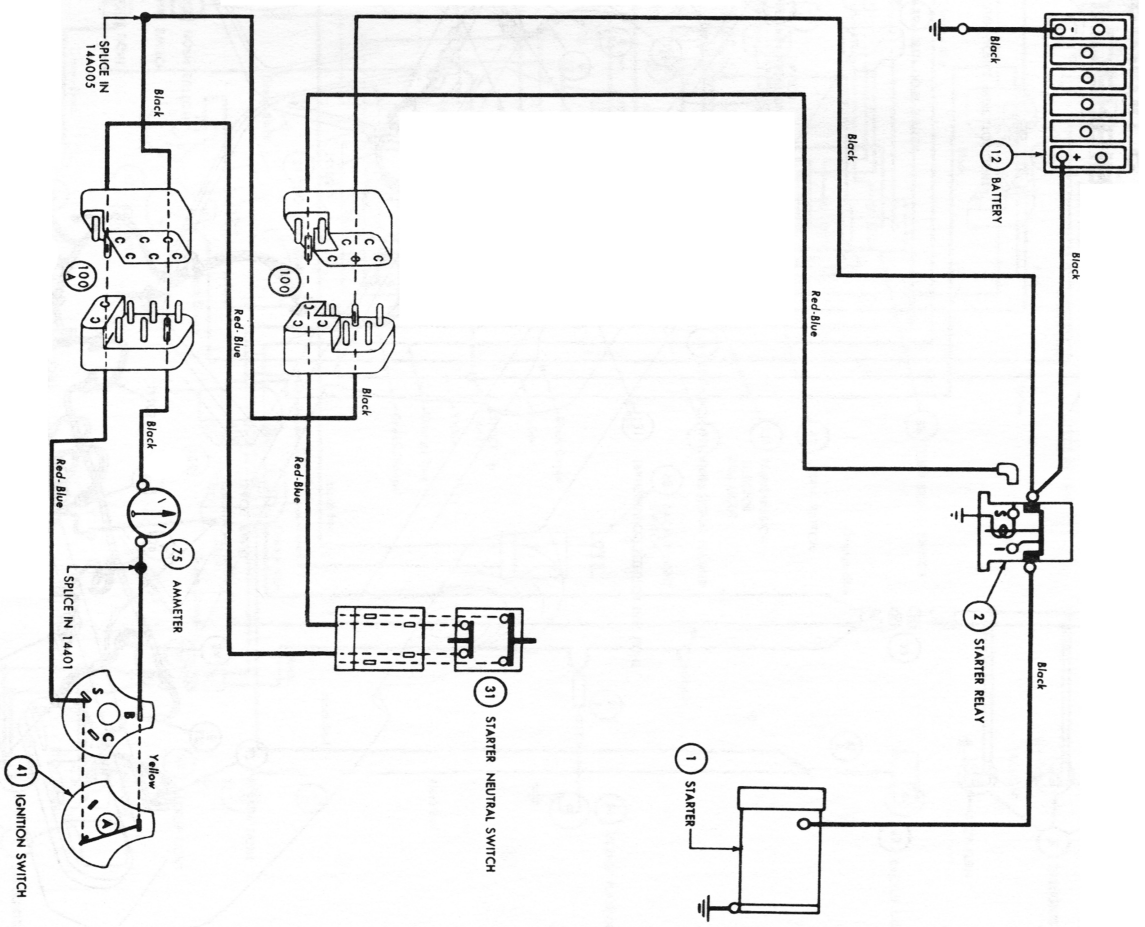 -
+
Black
Black
12 BATTERY
S
I
Black
2 STARTER RELAY
Black
Red-Blue
1 STARTER
31 STARTER NEUTRAL SWITCH
C
C
C
C
C
C
C
C
Black
100
Red-Blue
Red-Blue
C
C
C
C
C
C
C
Black
SPLICE IN
14A005
100
A
Black
Red-Blue
75 AMMETER
SPLICE IN 14401
B
S
C
Yellow
A
41 IGNITION SWITCH